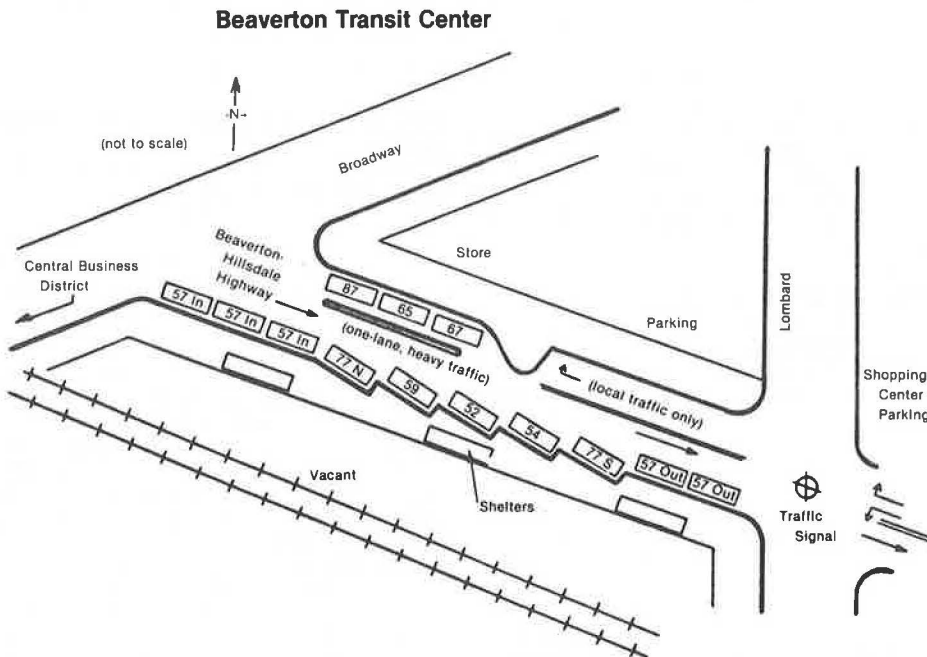 Beaverton Transit Center
-N-
(not to scale)
Broadway
Beaverton-
Hillsdale
Highway
Central Business
District
Store
Lombard
87
65
67
57 In
57 In
57 In
(one-lane, heavy traffic)
Parking
77 N
59
52
54
77 S
57 Out
57 Out
(local traffic only)
Shopping
Center
Parking
Vacant
Shelters
Traffic
Signal